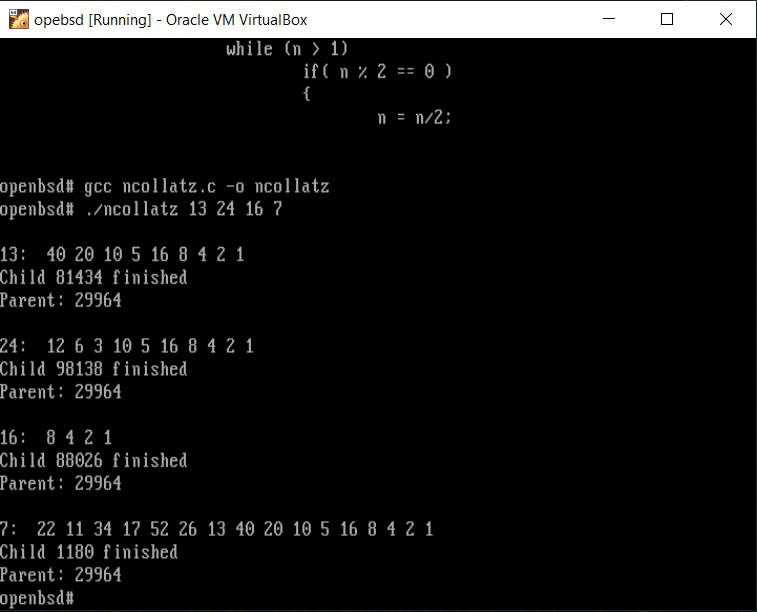 opebsd [Running] - Oracle VM VirtualBox
while (n > 1)
if( n % 2 == 0 )
{
n = n/2;
openbsd# gcc ncollatz.c -o ncollatz
openbsd# ./ncollatz 13 24 16 7
13:  40 20 10 5 16 8 4 2 1
Child 81434 finished
Parent: 29964
24:  12 6 3 10 5 16 8 4 2 1
Child 98138 finished
Parent: 29964
16:  8 4 2 1
Child 88026 finished
Parent: 29964
7:  22 11 34 17 52 26 13 40 20 10 5 16 8 4 2 1
Child 1180 finished
Parent: 29964
openbsd#